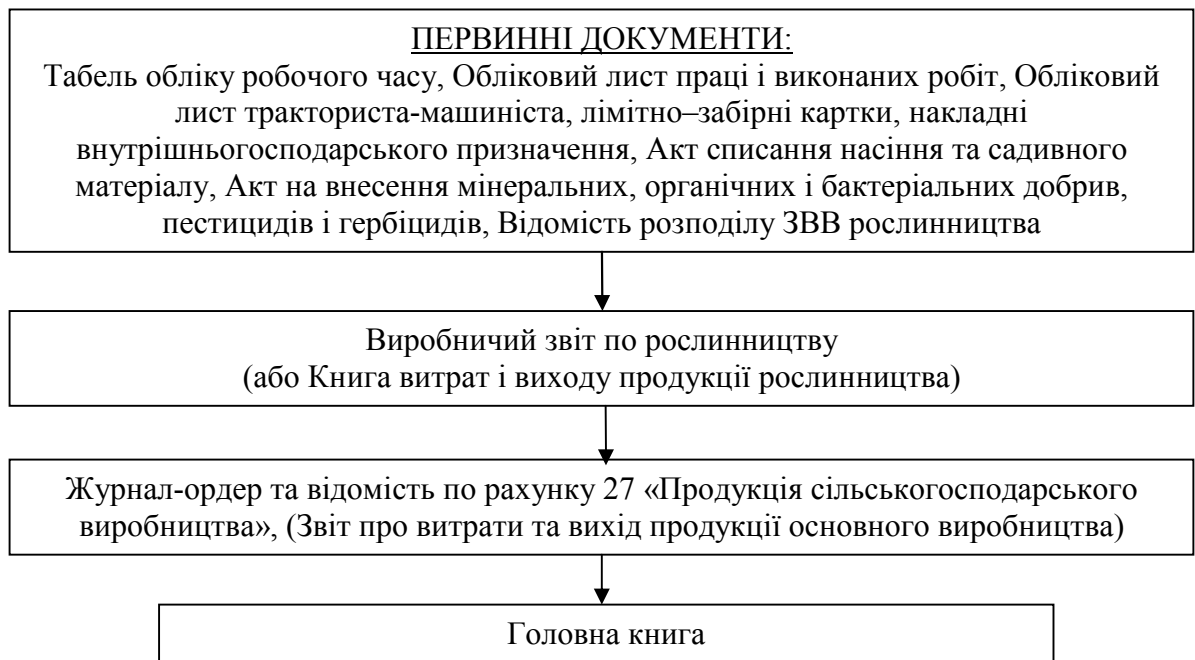 ПЕРВИННІ ДОКУМЕНТИ:
Табель обліку робочого часу, Обліковий лист праці і виконаних робіт, Обліковий
лист тракториста-машиніста, лімітно–забірні картки, накладні
внутрішньогосподарського призначення, Акт списання насіння та садивного
матеріалу, Акт на внесення мінеральних, органічних і бактеріальних добрив,
пестицидів і гербіцидів, Відомість розподілу ЗВВ рослинництва
Виробничий звіт по рослинництву
(або Книга витрат і виходу продукції рослинництва)
Журнал-ордер та відомість по рахунку 27 «Продукція сільськогосподарського
виробництва», (Звіт про витрати та вихід продукції основного виробництва)
Головна книга